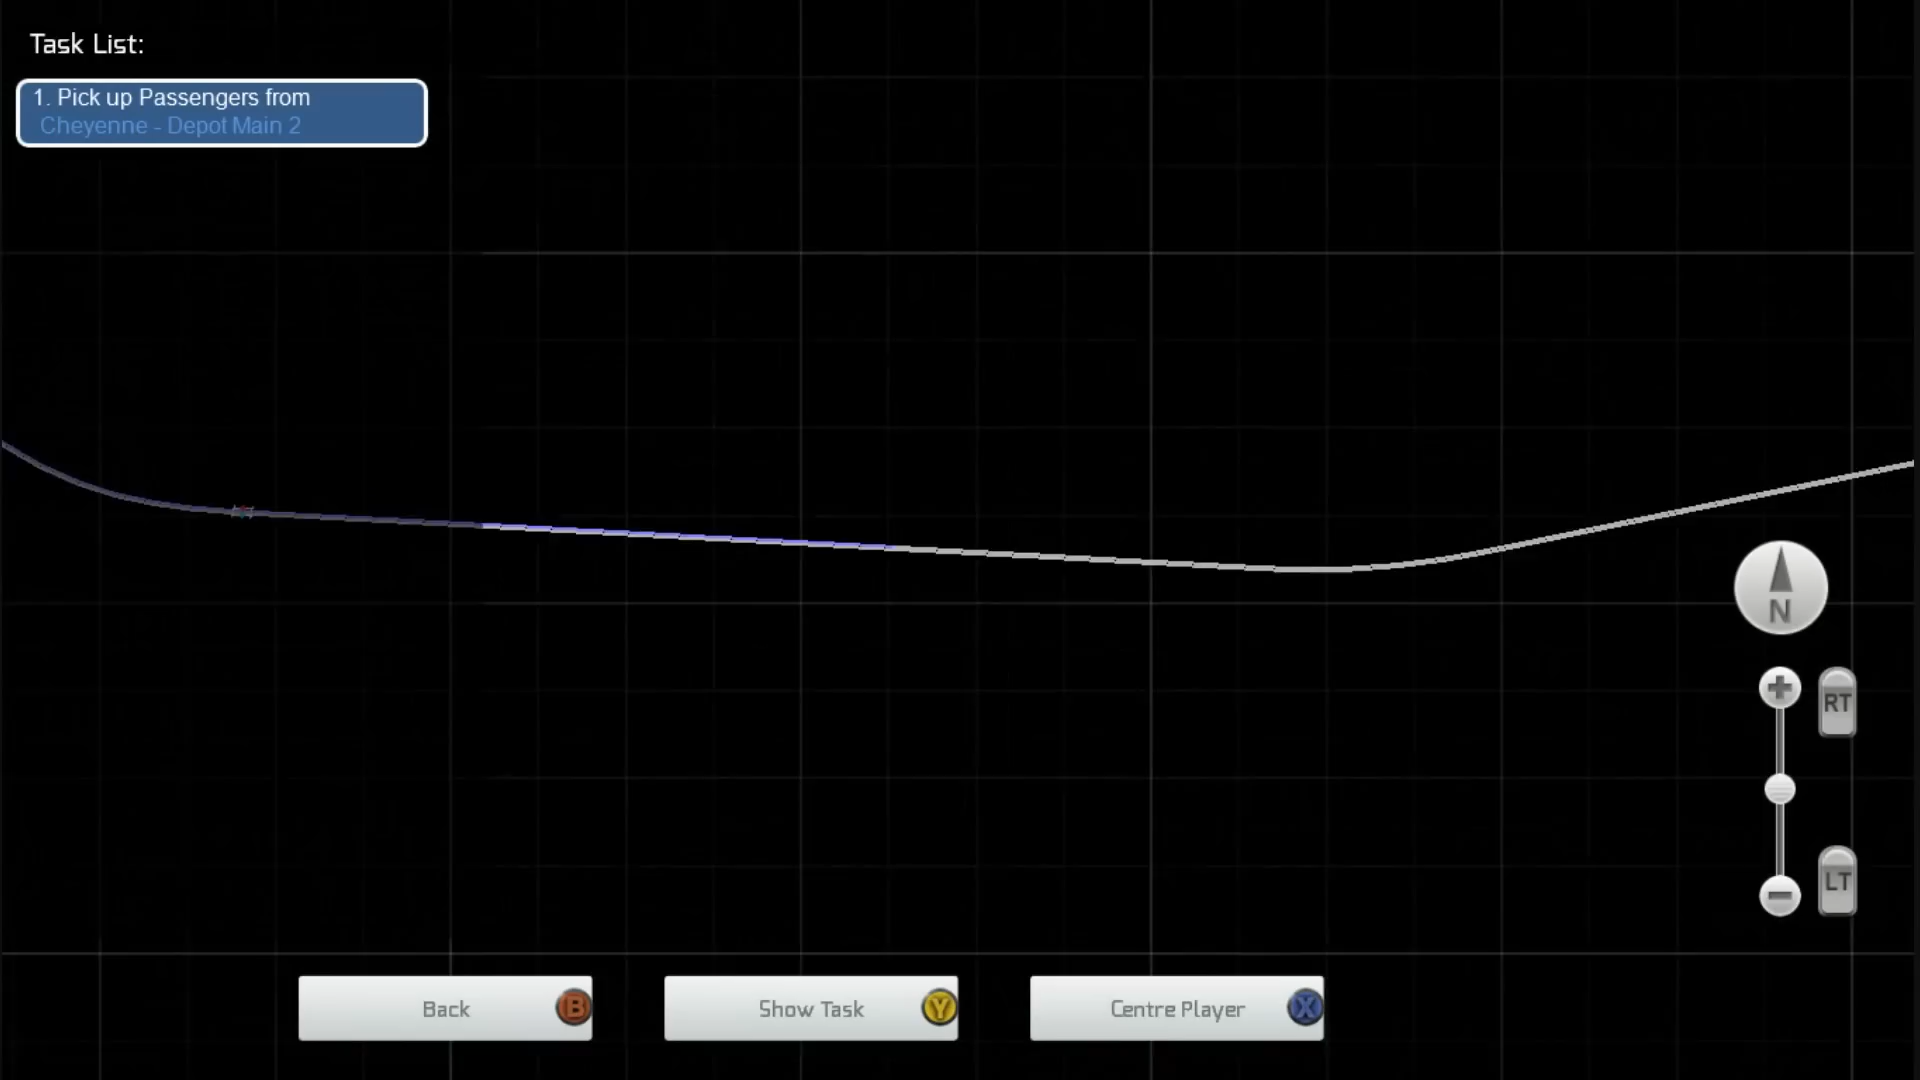 Task List:
1. Pick up Passengers from
Cheyenne - Depot Main 2
N
RT
LT
Back B
Show Task Y
Centre Player X